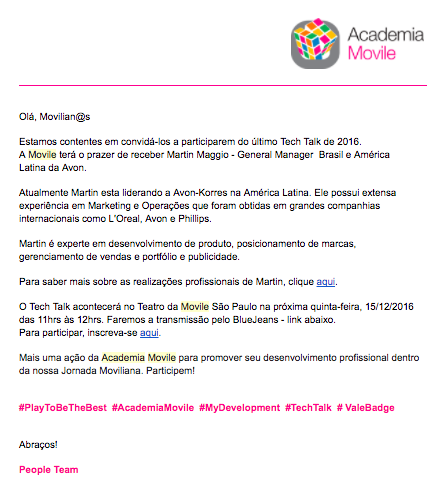 Academia
Movile
Olá, Movilian@s
Estamos contentes em convidá-los a participarem do último Tech Talk de 2016.
A Movile terá o prazer de receber Martin Maggio - General Manager Brasil e América
Latina da Avon.
Atualmente Martin esta liderando a Avon-Korres na América Latina. Ele possui extensa
experiência em Marketing e Operações que foram obtidas em grandes companhias
internacionais como L'Oreal, Avon e Phillips.
Martin é experte em desenvolvimento de produto, posicionamento de marcas,
gerenciamento de vendas e portfólio e publicidade.
Para saber mais sobre as realizações profissionais de Martin, clique aqui.
O Tech Talk acontecerá no Teatro da Movile São Paulo na próxima quinta-feira, 15/12/2016
das 11hrs às 12hrs. Faremos a transmissão pelo BlueJeans - link abaixo.
Para participar, inscreva-se aqui.
Mais uma ação da Academia Movile para promover seu desenvolvimento profissional dentro
da nossa Jornada Moviliana. Participem!
#PlayToBeTheBest #AcademiaMovile #MyDevelopment #TechTalk # ValeBadge
Abraços!
People Team